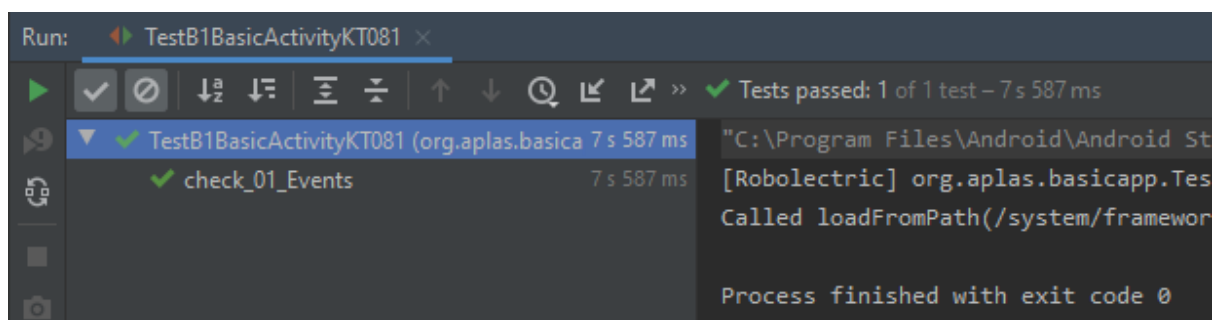 Run: TestB1BasicActivityKT081
Tests passed: 1 of 1 test – 7 s 587 ms
TestB1BasicActivityKT081 (org.aplas.basica 7 s 587 ms
"C:\Program Files\Android\Android St
check_01_Events 7 s 587 ms
[Robolectric] org.aplas.basicapp.Tes
Called loadFromPath(/system/framewor
Process finished with exit code 0